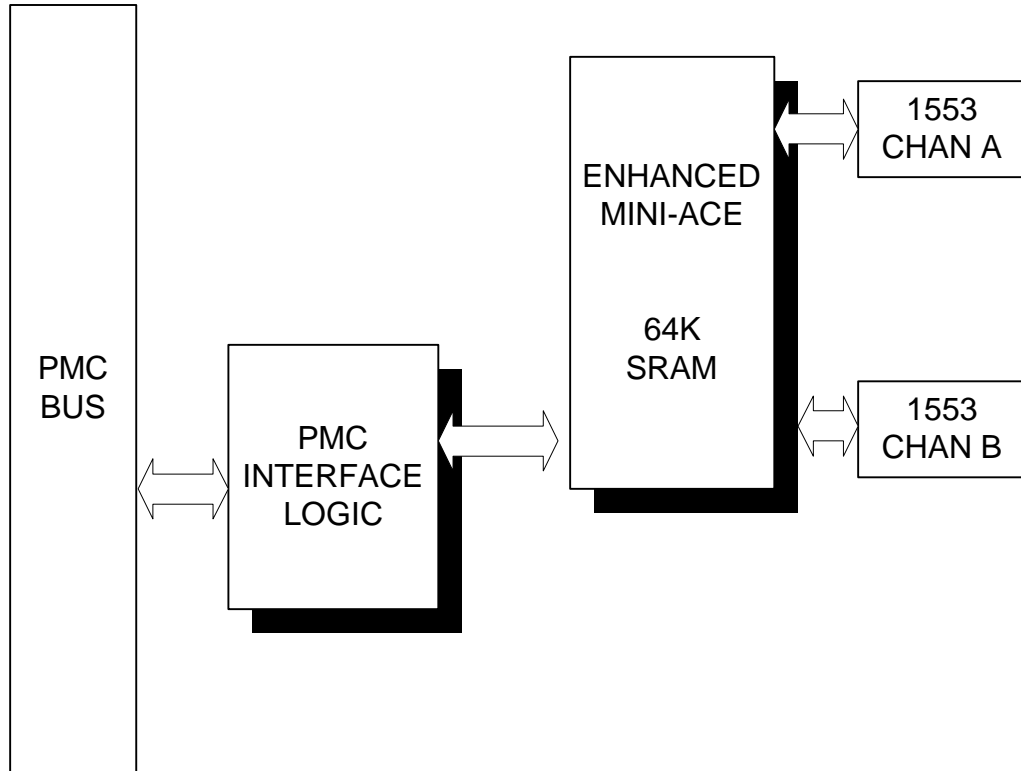 PMC
BUS
PMC
INTERFACE
LOGIC
ENHANCED
MINI-ACE
64K
SRAM
1553
CHAN A
1553
CHAN B